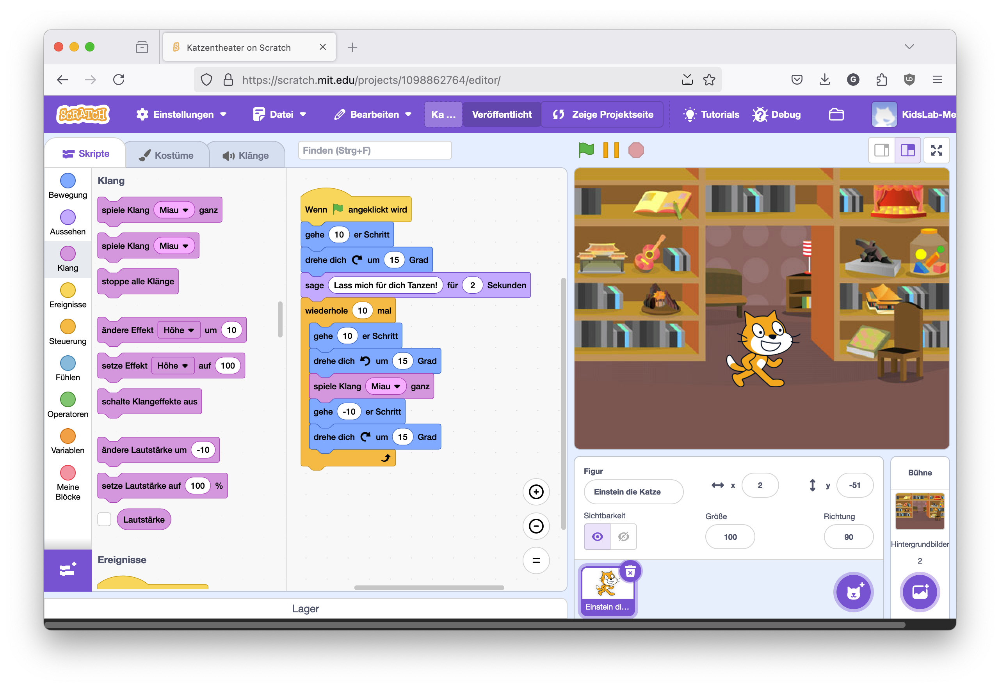 Katzentheater on Scratch
https://scratch.mit.edu/projects/1098862764/editor/
G
SCRATCH
Einstellungen
Datei
Bearbeiten
Ka ...
Veröffentlicht
Zeige Projektseite
Tutorials
Debug
KidsLab-Me
Skripte
Kostüme
Klänge
Finden (Strg+F)
Bewegung
Aussehen
Klang
Ereignisse
Steuerung
Fühlen
Operatoren
Variablen
Meine
Blöcke
Klang
spiele Klang Miau ganz
spiele Klang Miau
stoppe alle Klänge
ändere Effekt Höhe um 10
setze Effekt Höhe auf 100
schalte Klangeffekte aus
ändere Lautstärke um -10
setze Lautstärke auf 100 %
Lautstärke
Ereignisse
Wenn angeklickt wird
gehe 10 er Schritt
drehe dich um 15 Grad
sage Lass mich für dich Tanzen! für 2 Sekunden
wiederhole 10 mal
gehe 10 er Schritt
drehe dich um 15 Grad
spiele Klang Miau ganz
gehe -10 er Schritt
drehe dich um 15 Grad
Lager
Figur
Einstein die Katze
x 2
y -51
Sichtbarkeit
Größe
100
Richtung
90
Einstein di...
Bühne
Hintergrundbilder
2